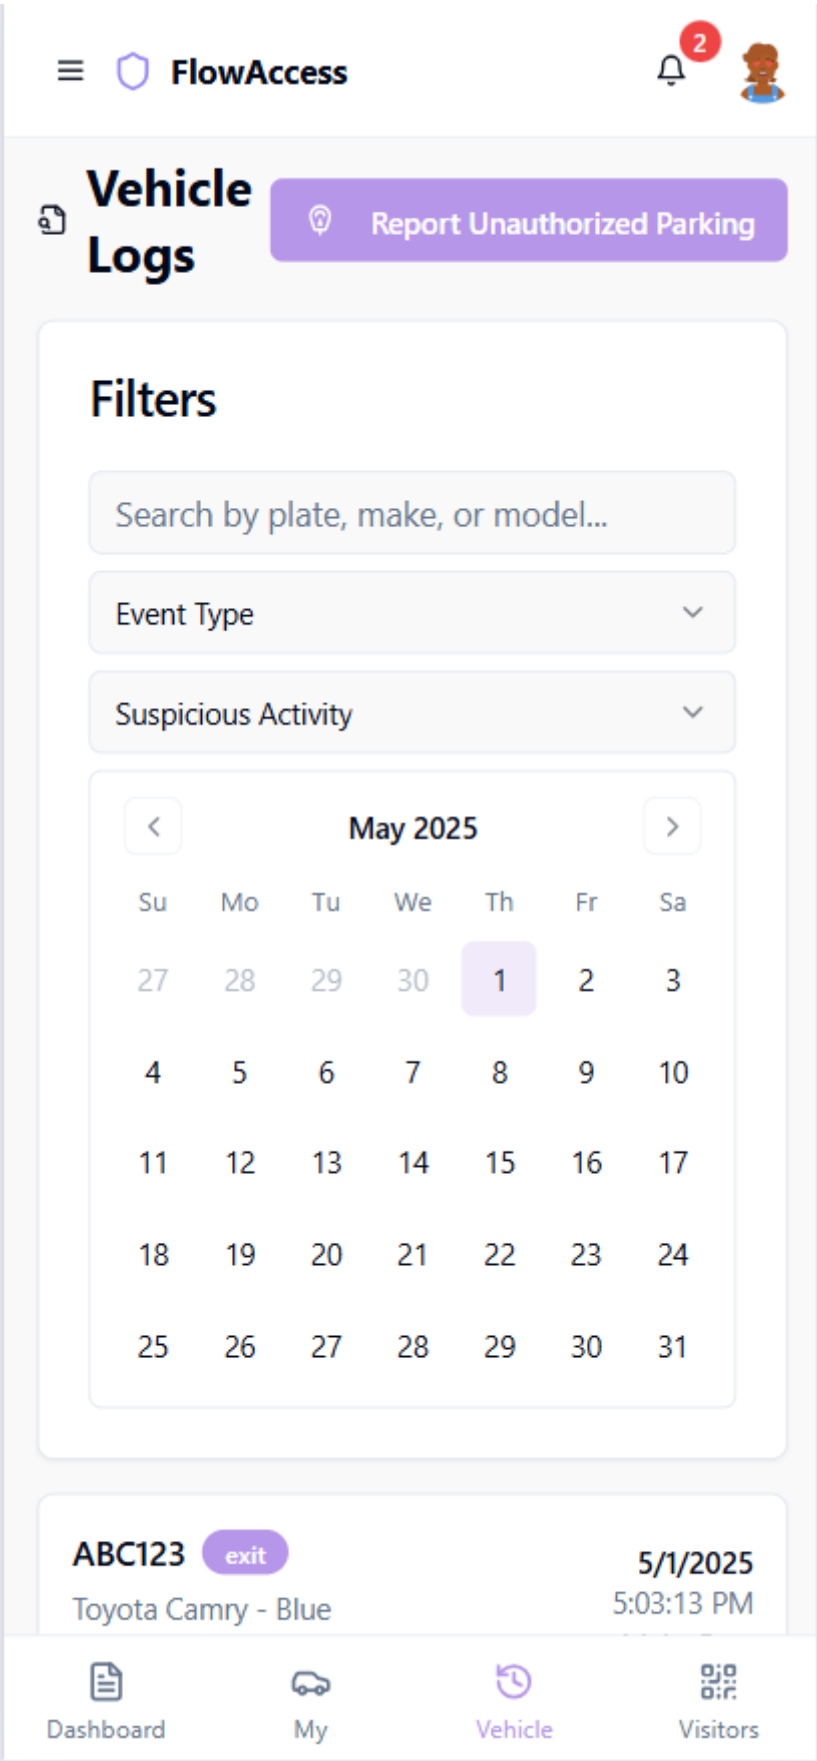 FlowAccess
2
Vehicle
Logs
Report Unauthorized Parking
Filters
Search by plate, make, or model...
Event Type
Suspicious Activity
May 2025
Su Mo Tu We Th Fr Sa
27 28 29 30 1 2 3
4 5 6 7 8 9 10
11 12 13 14 15 16 17
18 19 20 21 22 23 24
25 26 27 28 29 30 31
ABC123 exit
5/1/2025
Toyota Camry - Blue
5:03:13 PM
Dashboard My Vehicle Visitors